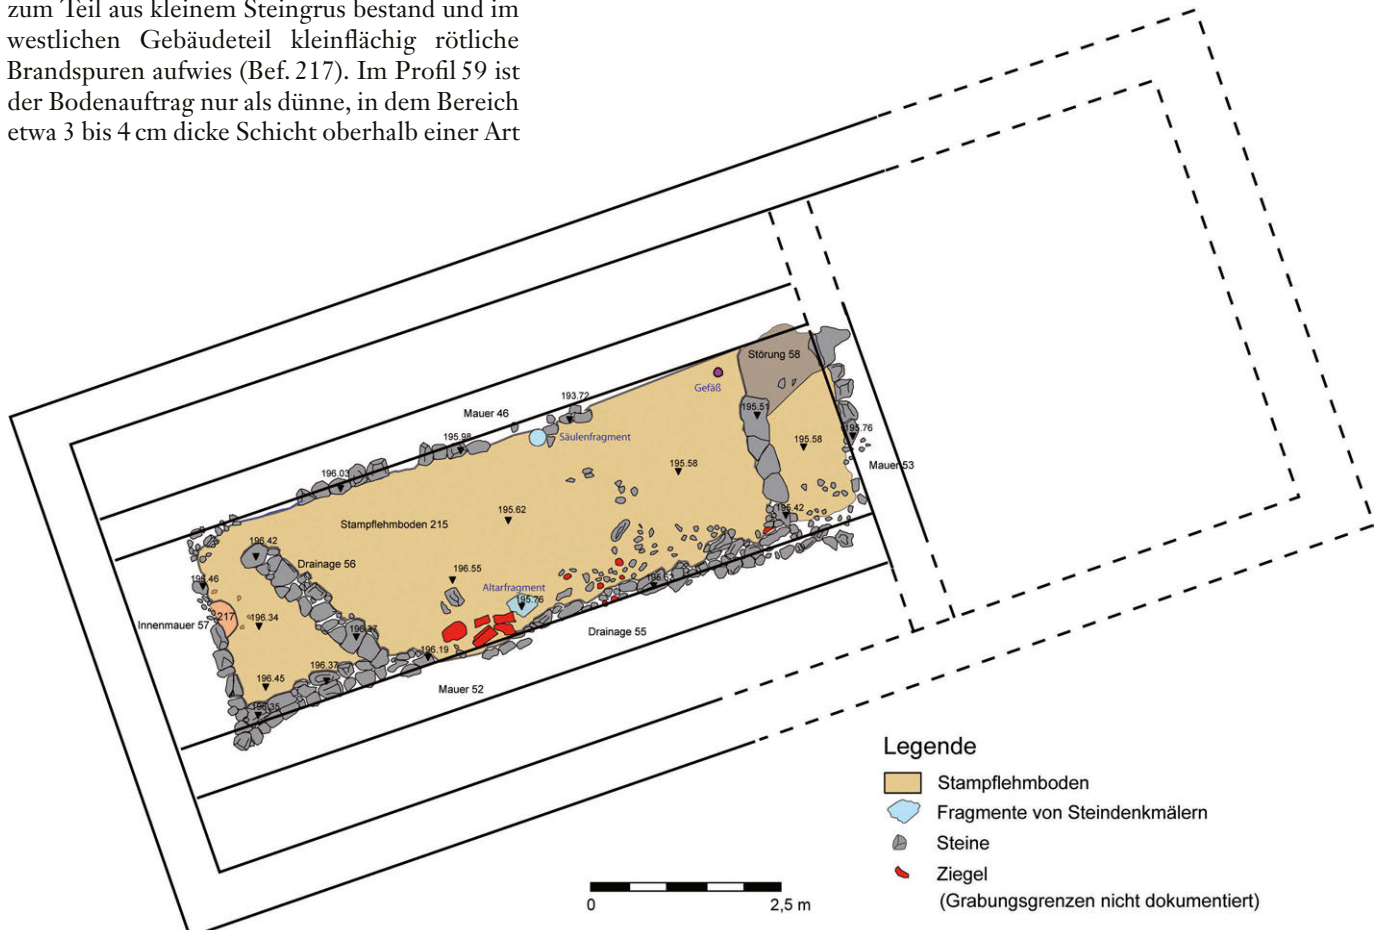 zum Teil aus kleinem Steingrus bestand und im
westlichen Gebäudeteil kleinflächig rötliche
Brandspuren aufwies (Bef. 217). Im Profil 59 ist
der Bodenauftrag nur als dünne, in dem Bereich
etwa 3 bis 4 cm dicke Schicht oberhalb einer Art
Störung 58
Gefäß
193.72
195.51
Mauer 46
195.98
Säulenfragment
195.76
195.58
195.58
Mauer 53
196.03
195.62
195.42
Stampflehmboden 215
196.42
Drainage 56
196.55
196.46
Altarfragment
195.76
217
196.34
Innenmauer 57
196.37
Drainage 55
196.19
196.37
196.45
Mauer 52
196.35
Legende
Stampflehmboden
Fragmente von Steindenkmälern
Steine
Ziegel
(Grabungsgrenzen nicht dokumentiert)
0
2,5 m